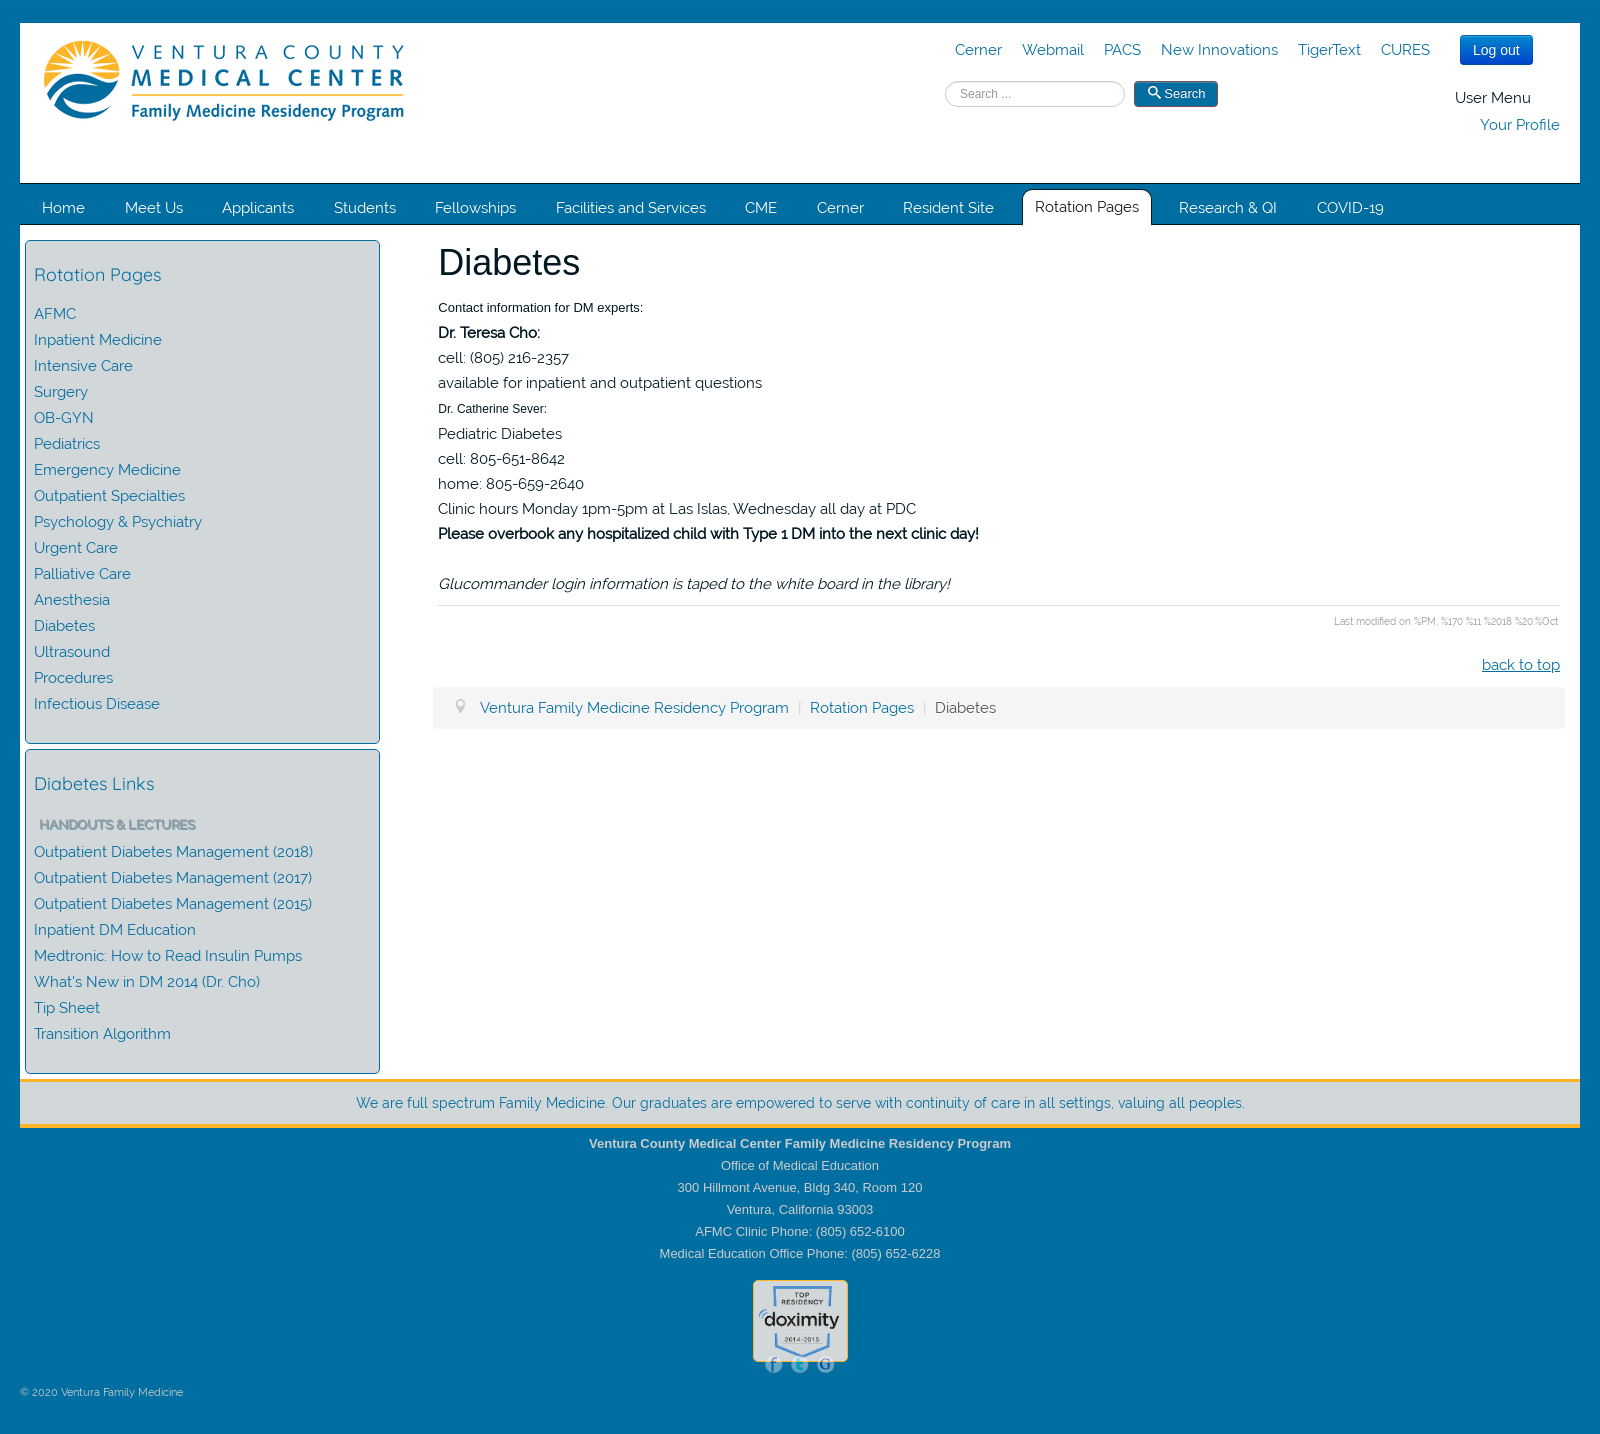 VENTURA COUNTY
MEDICAL CENTER
Family Medicine Residency Program
Cerner Webmail PACS New Innovations TigerText CURES Log out
Search ... Search
User Menu
Your Profile
Home Meet Us Applicants Students Fellowships Facilities and Services CME Cerner Resident Site Rotation Pages Research & QI COVID-19
Rotation Pages
AFMC
Inpatient Medicine
Intensive Care
Surgery
OB-GYN
Pediatrics
Emergency Medicine
Outpatient Specialties
Psychology & Psychiatry
Urgent Care
Palliative Care
Anesthesia
Diabetes
Ultrasound
Procedures
Infectious Disease
Diabetes Links
HANDOUTS & LECTURES
Outpatient Diabetes Management (2018)
Outpatient Diabetes Management (2017)
Outpatient Diabetes Management (2015)
Inpatient DM Education
Medtronic: How to Read Insulin Pumps
What's New in DM 2014 (Dr. Cho)
Tip Sheet
Transition Algorithm
Diabetes
Contact information for DM experts:
Dr. Teresa Cho:
cell: (805) 216-2357
available for inpatient and outpatient questions
Dr. Catherine Sever:
Pediatric Diabetes
cell: 805-651-8642
home: 805-659-2640
Clinic hours Monday 1pm-5pm at Las Islas, Wednesday all day at PDC
Please overbook any hospitalized child with Type 1 DM into the next clinic day!
Glucommander login information is taped to the white board in the library!
Last modified on %PM, %170 %11 %2018 %20:%Oct
back to top
Ventura Family Medicine Residency Program | Rotation Pages | Diabetes
We are full spectrum Family Medicine. Our graduates are empowered to serve with continuity of care in all settings, valuing all peoples.
Ventura County Medical Center Family Medicine Residency Program
Office of Medical Education
300 Hillmont Avenue, Bldg 340, Room 120
Ventura, California 93003
AFMC Clinic Phone: (805) 652-6100
Medical Education Office Phone: (805) 652-6228
TOP
RESIDENCY
doximity
2014-2015
f t G
© 2020 Ventura Family Medicine